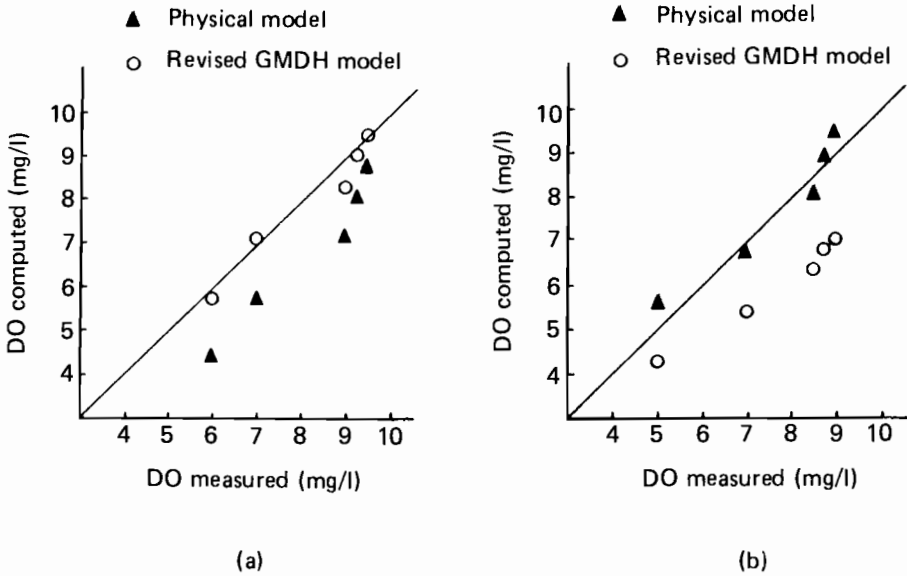 Physical model
Revised GMDH model
DO computed (mg/l)
10
9
8
7
6
5
4
4 5 6 7 8 9 10
DO measured (mg/l)
(a)
Physical model
Revised GMDH model
DO computed (mg/l)
10
9
8
7
6
5
4
4 5 6 7 8 9 10
DO measured (mg/l)
(b)